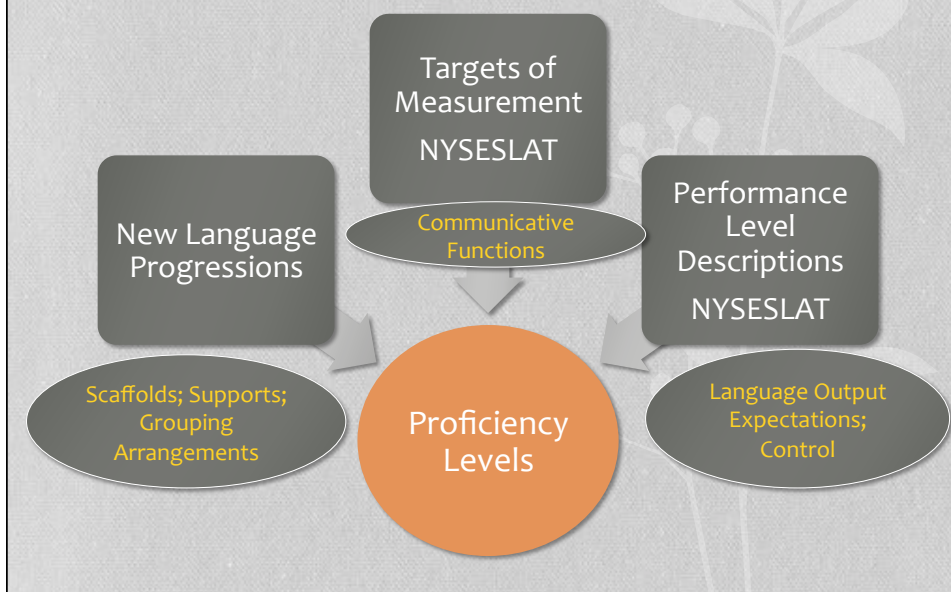 Targets of
Measurement
NYSESLAT
Communicative
Functions
New Language
Progressions
Scaffolds; Supports;
Grouping
Arrangements
Performance
Level
Descriptions
NYSESLAT
Language Output
Expectations;
Control
Proficiency
Levels